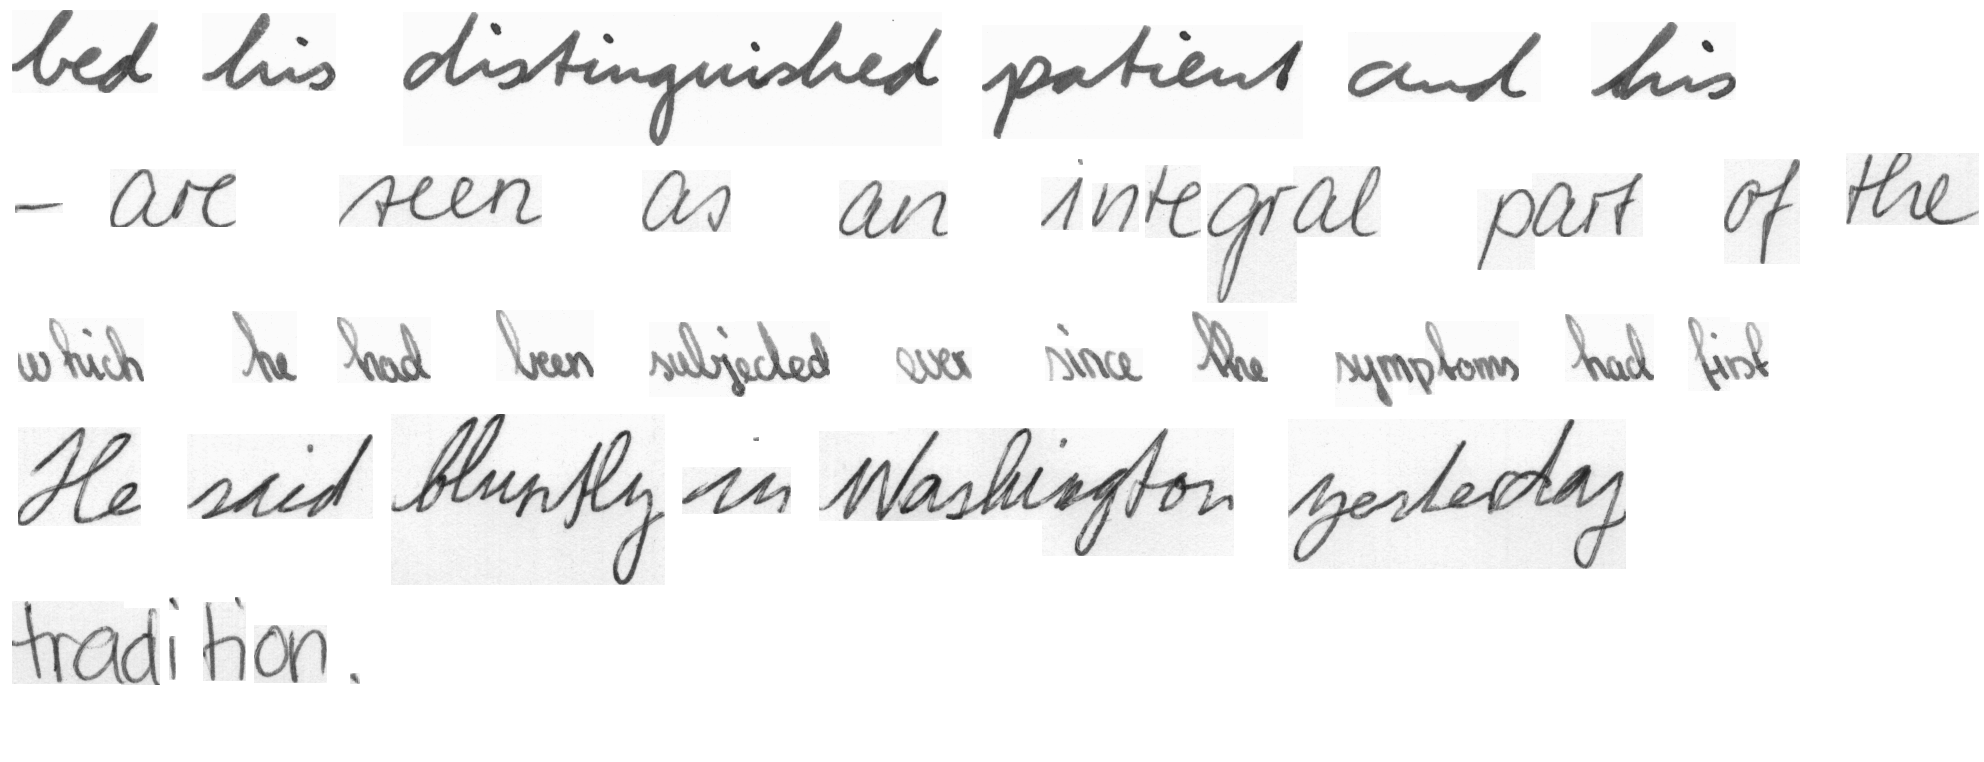 bed his distinguished patient and his
- are seen as an integral part of the
which he had been subjected ever since the symptoms had first
He said bluntly in Washington yesterday
tradition.